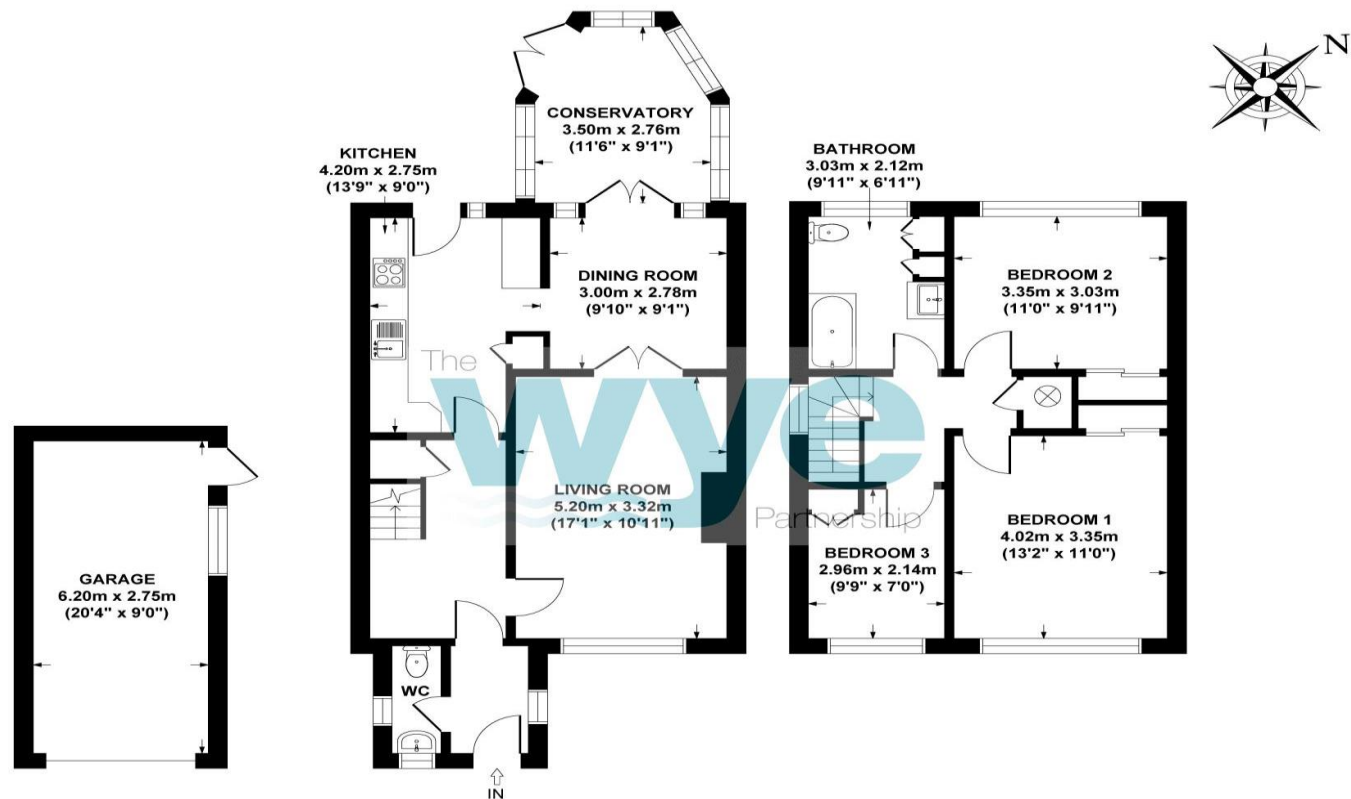 N
CONSERVATORY
3.50m x 2.76m
(11'6" x 9'1")
KITCHEN
4.20m x 2.75m
(13'9" x 9'0")
BATHROOM
3.03m x 2.12m
(9'11" x 6'11")
DINING ROOM
3.00m x 2.78m
(9'10" x 9'1")
BEDROOM 2
3.35m x 3.03m
(11'0" x 9'11")
The
wye
Partnership
LIVING ROOM
5.20m x 3.32m
(17'1" x 10'11")
BEDROOM 1
4.02m x 3.35m
(13'2" x 11'0")
BEDROOM 3
2.96m x 2.14m
(9'9" x 7'0")
GARAGE
6.20m x 2.75m
(20'4" x 9'0")
WC
IN